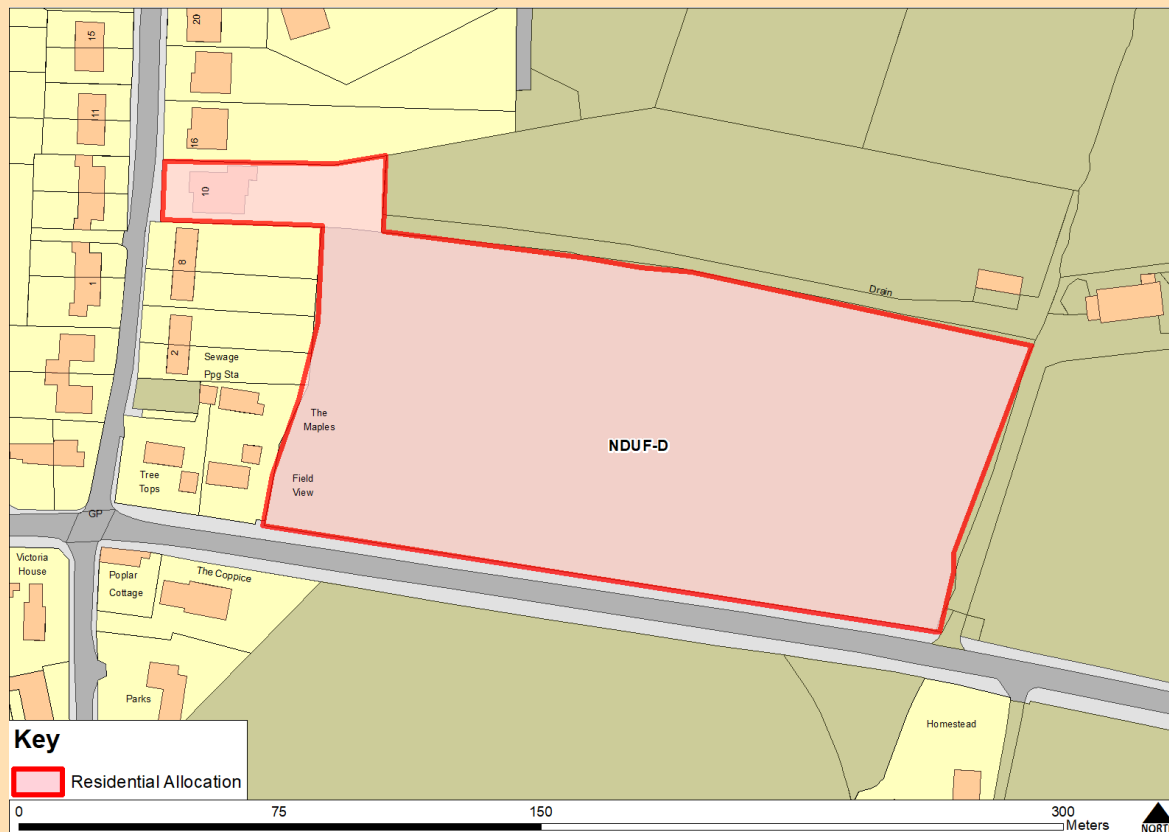 15
20
11
16
10
8
1
Drain
2
Sewage
Ppg Sta
The
Maples
NDUF-D
Tree
Tops
Field
View
GP
Victoria
House
Poplar
Cottage
The Coppice
Parks
Homestead
Key
Residential Allocation
0 75 150 300
Meters
NORTH